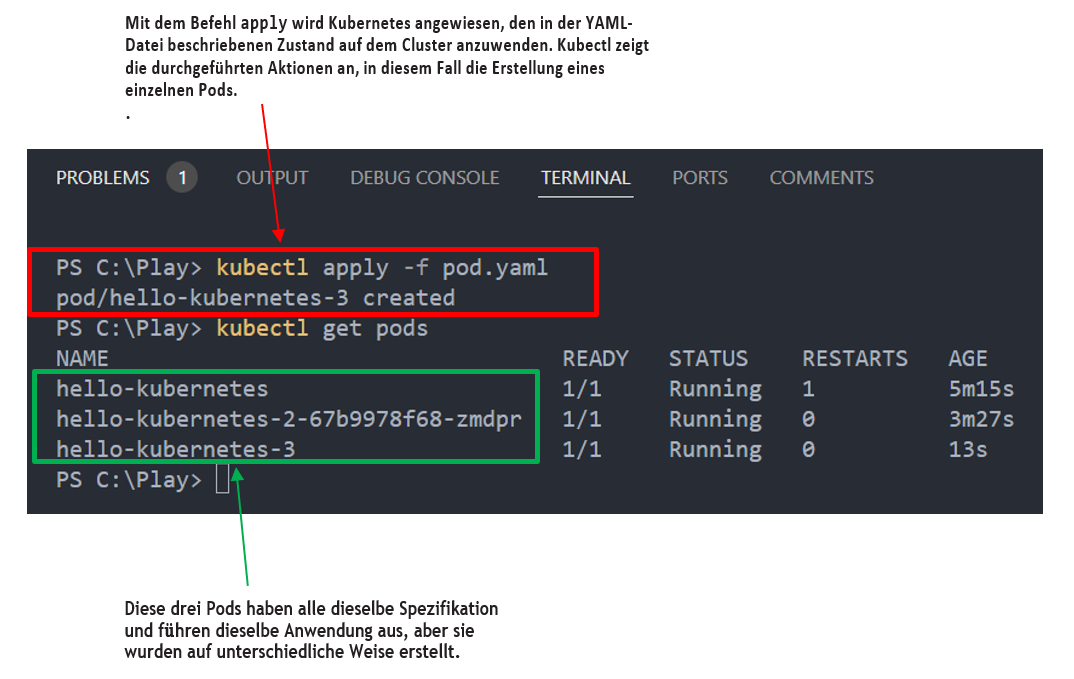 Mit dem Befehl apply wird Kubernetes angewiesen, den in der YAML-
Datei beschriebenen Zustand auf dem Cluster anzuwenden. Kubectl zeigt
die durchgeführten Aktionen an, in diesem Fall die Erstellung eines
einzelnen Pods.
.
PROBLEMS 1 OUTPUT DEBUG CONSOLE TERMINAL PORTS COMMENTS
PS C:\Play> kubectl apply -f pod.yaml
pod/hello-kubernetes-3 created
PS C:\Play> kubectl get pods
NAME READY STATUS RESTARTS AGE
hello-kubernetes 1/1 Running 1 5m15s
hello-kubernetes-2-67b9978f68-zmdpr 1/1 Running 0 3m27s
hello-kubernetes-3 1/1 Running 0 13s
PS C:\Play>
Diese drei Pods haben alle dieselbe Spezifikation
und führen dieselbe Anwendung aus, aber sie
wurden auf unterschiedliche Weise erstellt.